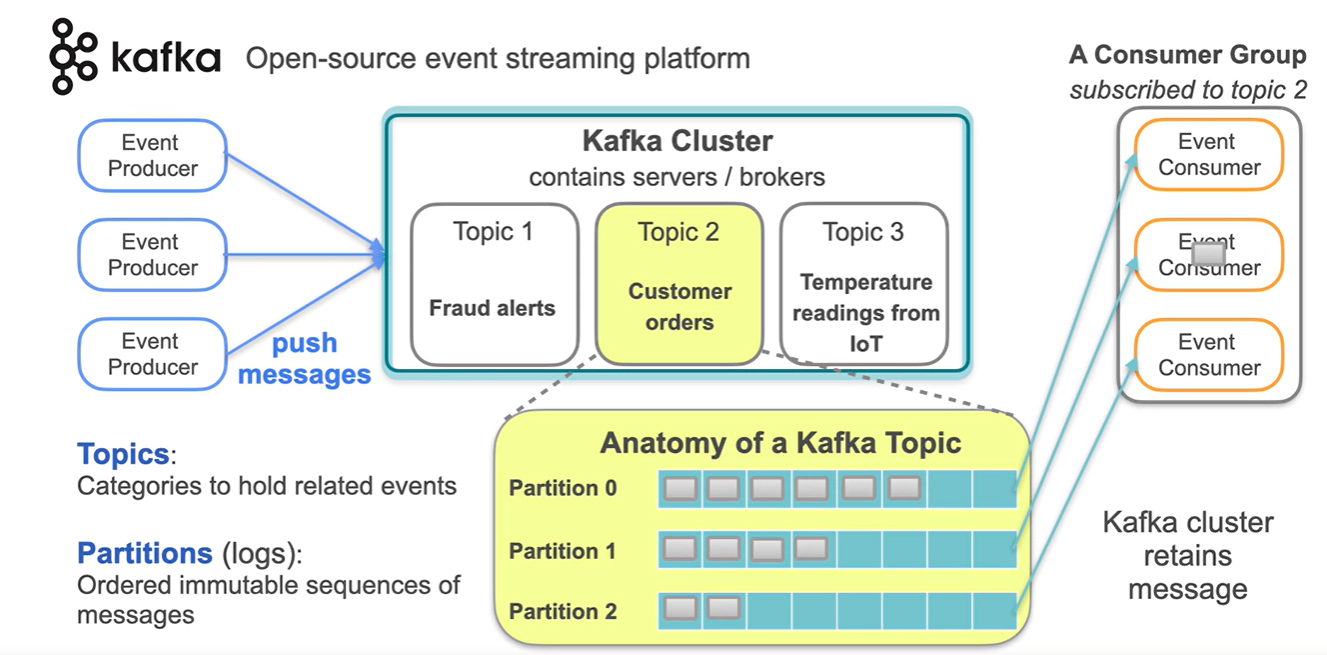 kafka Open-source event streaming platform
A Consumer Group
subscribed to topic 2
Event
Producer
Event
Producer
Event
Producer
push
messages
Kafka Cluster
contains servers / brokers
Topic 1
Fraud alerts
Topic 2
Customer
orders
Topic 3
Temperature
readings from
IoT
Event
Consumer
Event
Consumer
Event
Consumer
Topics:
Categories to hold related events
Partitions (logs):
Ordered immutable sequences of
messages
Anatomy of a Kafka Topic
Partition 0
Partition 1
Partition 2
Kafka cluster
retains
message